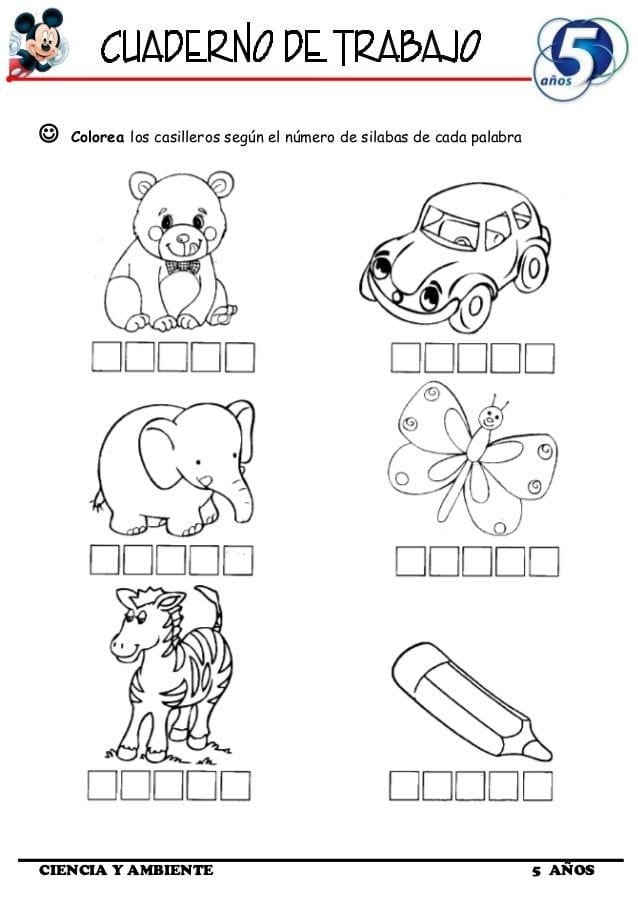 CUADERNO DE TRABAJO
5
años
Colorea los casilleros según el número de silabas de cada palabra
CIENCIA Y AMBIENTE 5 AÑOS